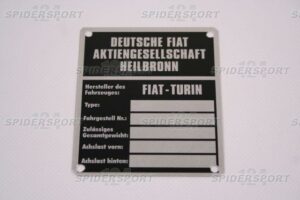 SPIDERSPORT
SPIDERSPORT
DEUTSCHE FIAT
AKTIENGESELLSCHAFT
HEILBRONN
Hersteller des
Fahrzeuges:
FIAT-TURIN
Type:
Fahrgestell Nr.:
Zulässiges
Gesamtgewicht:
Achslast vorn:
Achslast hinten:
SPIDERSPORT
SPIDERSPORT